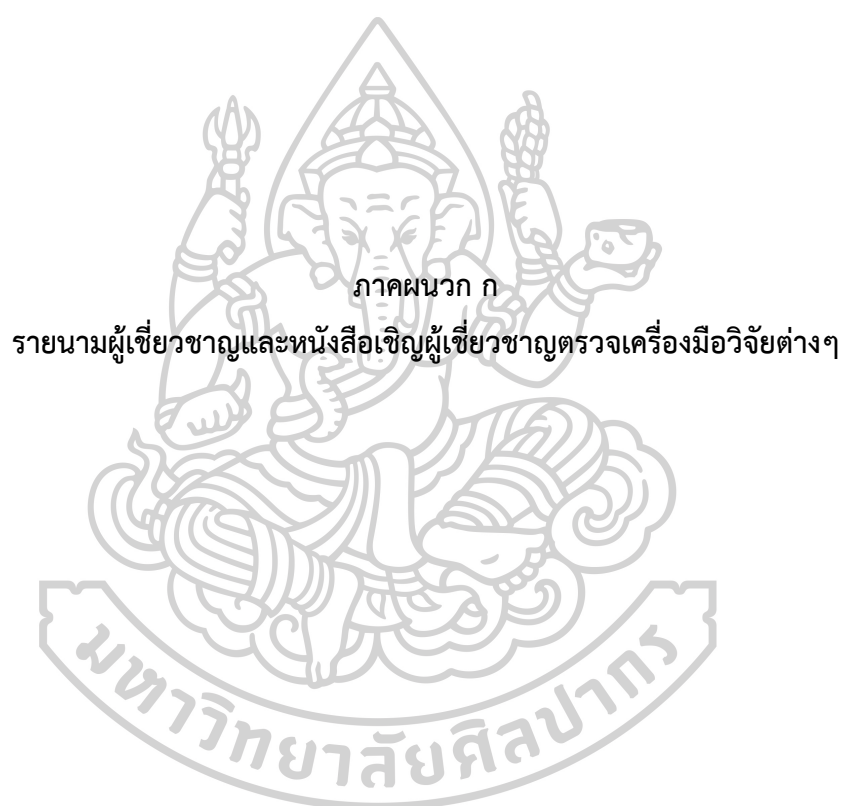 ภาคผนวก ก
รายนามผู้เชี่ยวชาญและหนังสือเชิญผู้เชี่ยวชาญตรวจเครื่องมือวิจัยต่างๆ
มหาวิทยาลัยศิลปากร